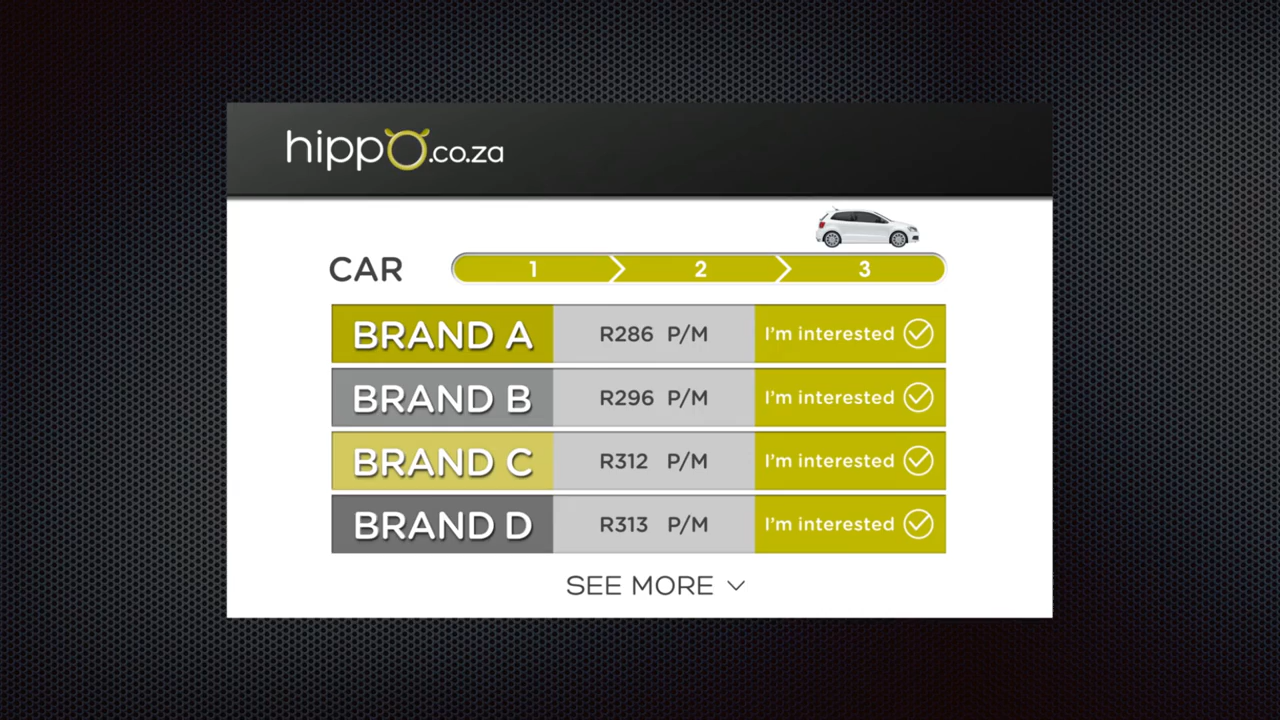 hippo.co.za
CAR 1 2 3
BRAND A R286 P/M I'm interested
BRAND B R296 P/M I'm interested
BRAND C R312 P/M I'm interested
BRAND D R313 P/M I'm interested
SEE MORE